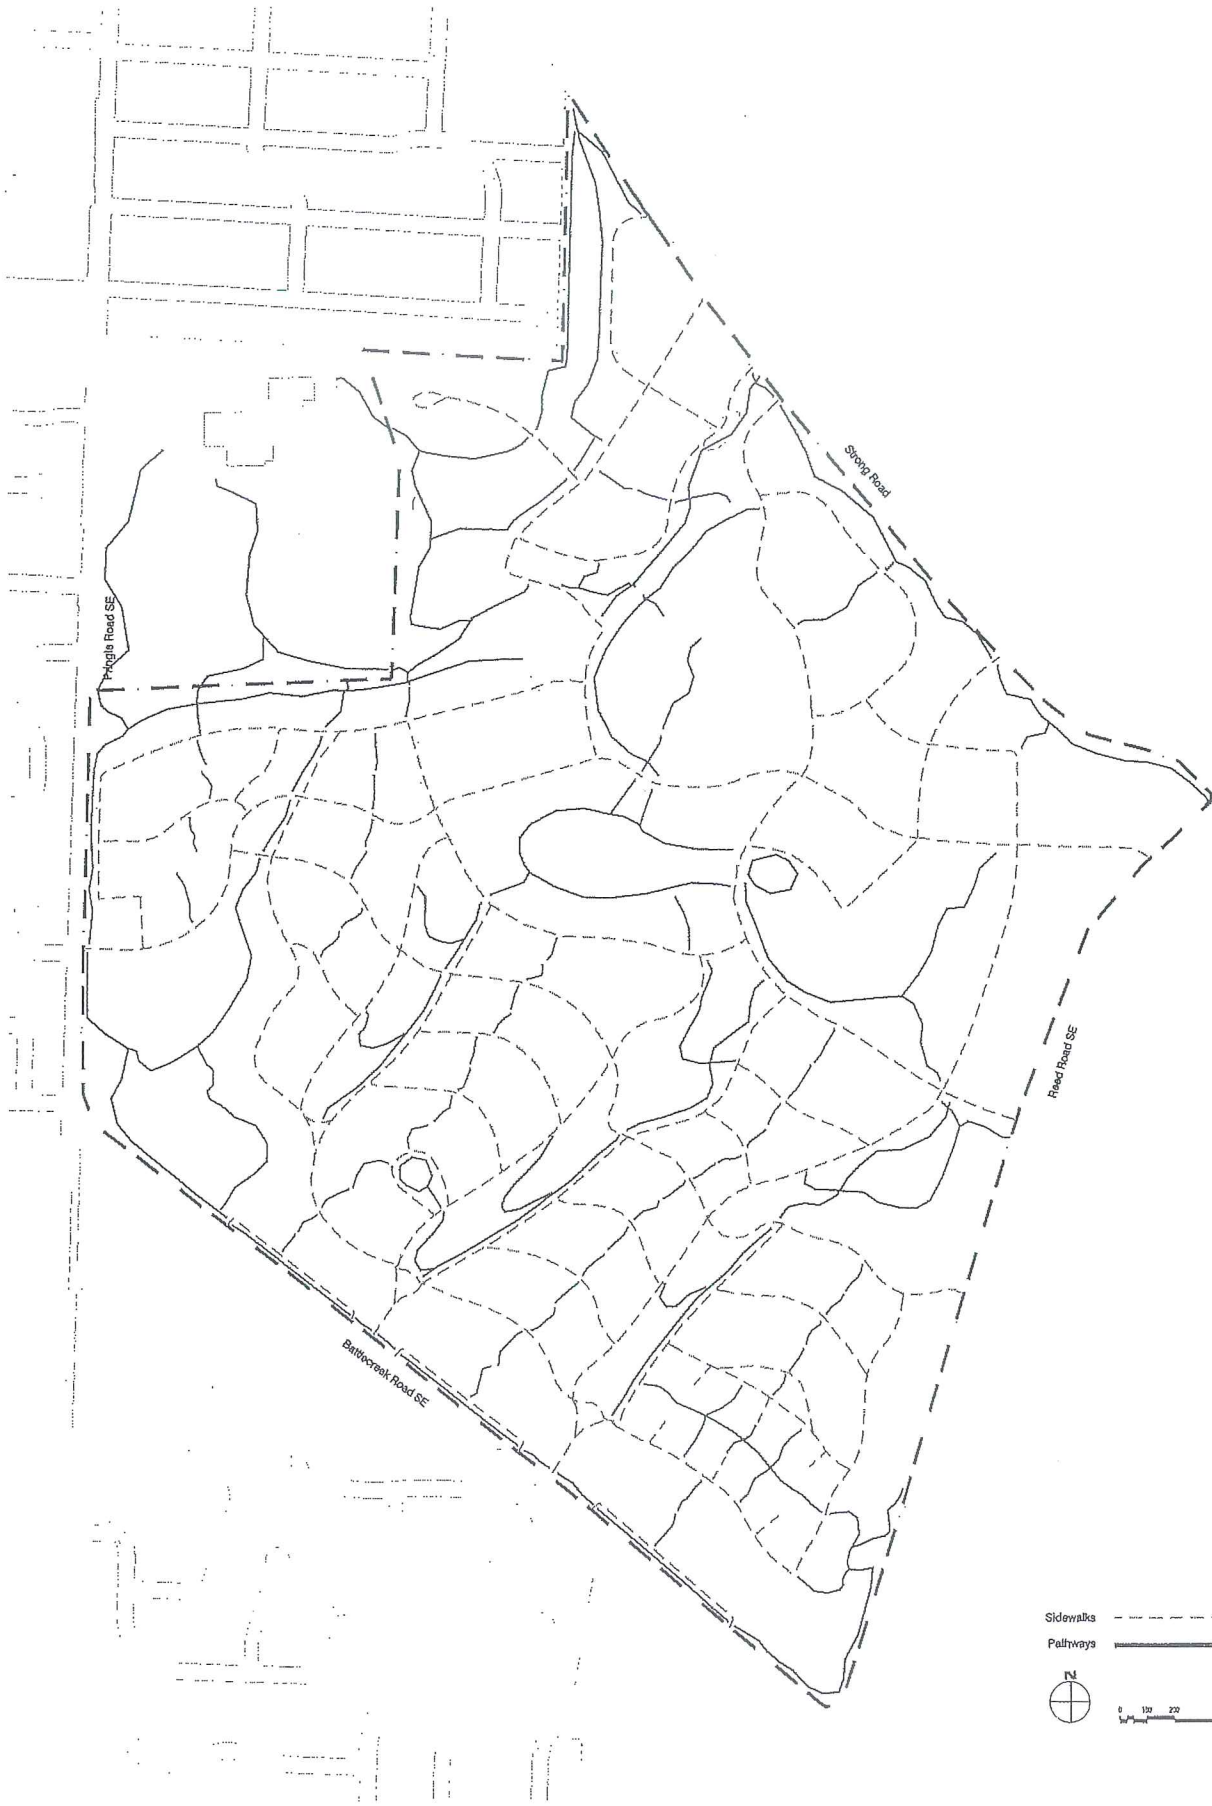 Strong Road
Pringle Road SE
Reed Road SE
Battlecreek Road SE
Sidewalks
Pathways
N
0 100 200